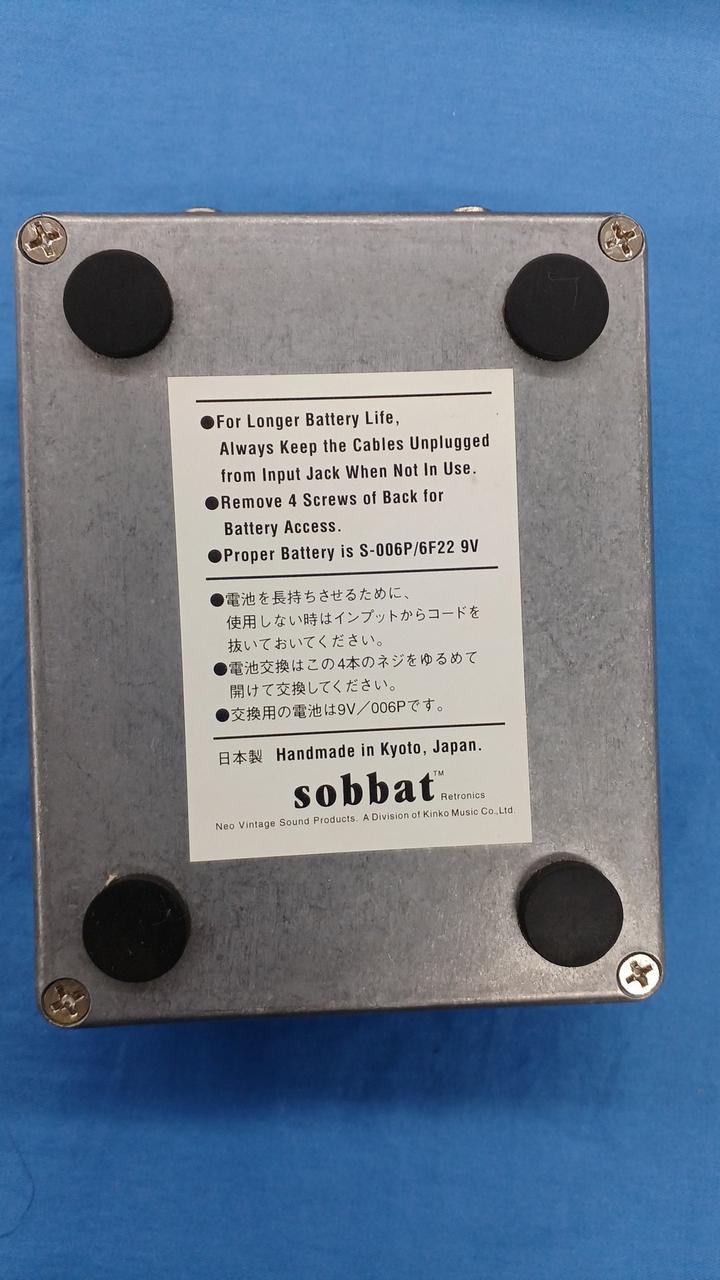 ●For Longer Battery Life,
Always Keep the Cables Unplugged
from Input Jack When Not In Use.
●Remove 4 Screws of Back for
Battery Access.
●Proper Battery is S-006P/6F22 9V
●電池を長持ちさせるために、
使用しない時はインプットからコードを
抜いておいてください。
●電池交換はこの4本のネジをゆるめて
開けて交換してください。
●交換用の電池は9V／006Pです。
日本製 Handmade in Kyoto, Japan.
sobbat™ Retronics
Neo Vintage Sound Products. A Division of Kinko Music Co.,Ltd.